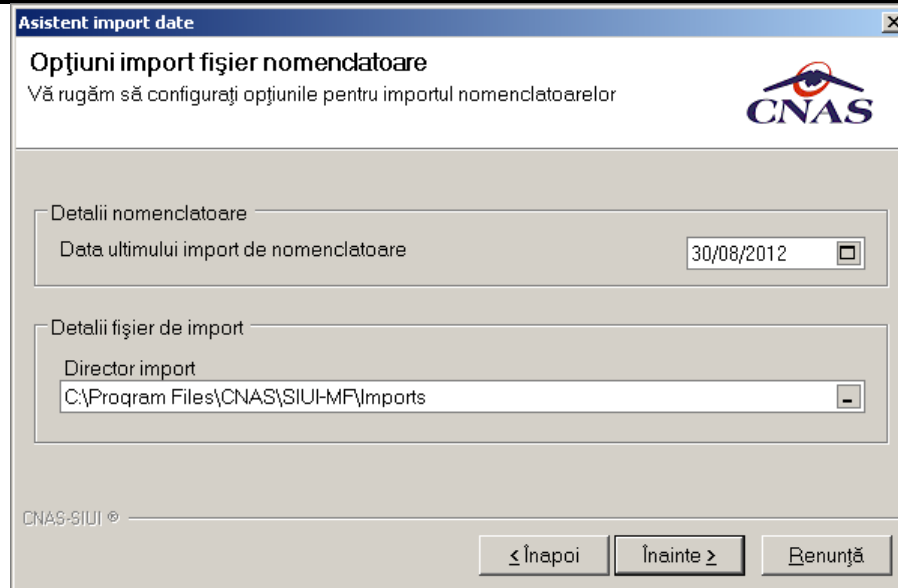 Asistent import date
Opţiuni import fişier nomenclatoare
Vă rugăm să configuraţi opţiunile pentru importul nomenclatoarelor
CNAS
Detalii nomenclatoare
Data ultimului import de nomenclatoare 30/08/2012
Detalii fişier de import
Director import
C:\Program Files\CNAS\SIUI-MF\Imports
CNAS-SIUI ®
< Înapoi Înainte > Renunţă